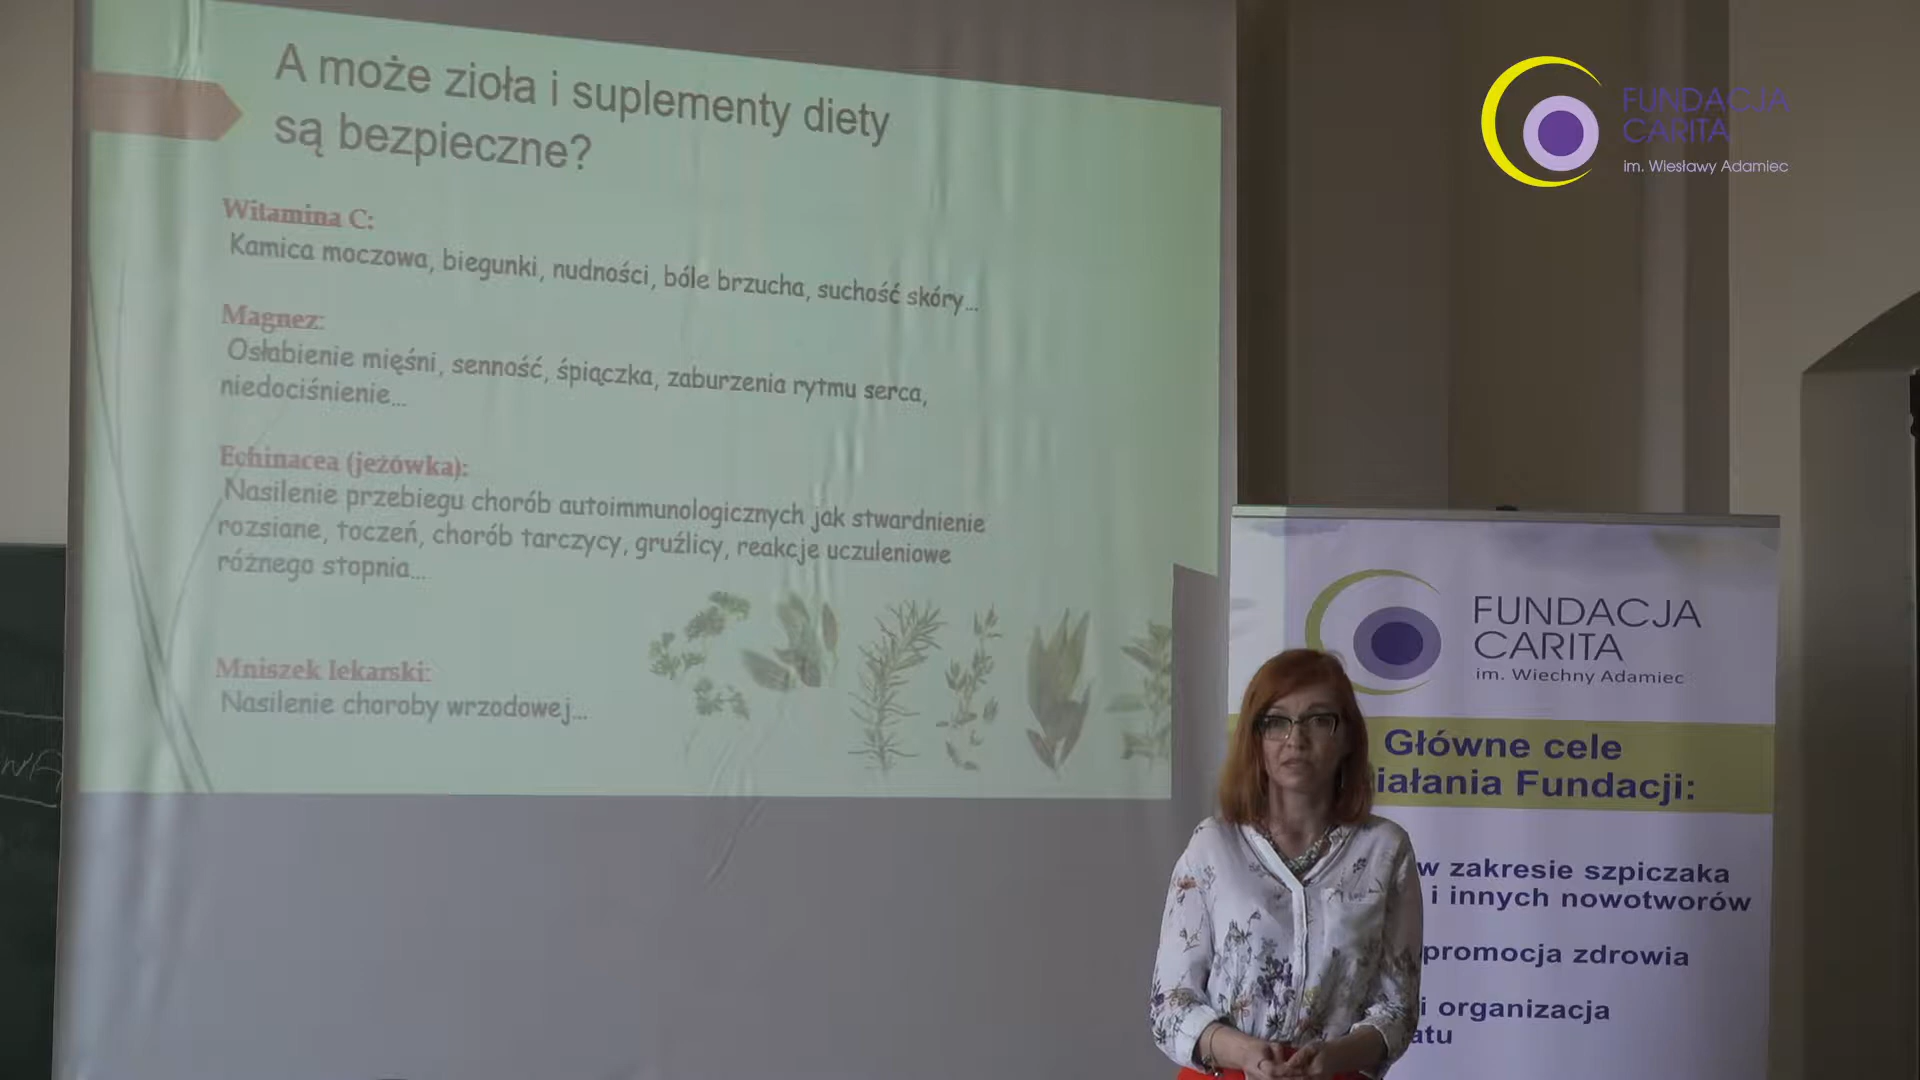 A może zioła i suplementy diety
są bezpieczne?
Witamina C:
Kamica moczowa, biegunki, nudności, bóle brzucha, suchość skóry...
Magnez:
Osłabienie mięśni, senność, śpiączka, zaburzenia rytmu serca,
niedociśnienie...
Echinacea (jeżówka):
Nasilenie przebiegu chorób autoimmunologicznych jak stwardnienie
rozsiane, toczeń, chorób tarczycy, gruźlicy, reakcje uczuleniowe
różnego stopnia...
Mniszek lekarski:
Nasilenie choroby wrzodowej...
FUNDACJA
CARITA
im. Wiesławy Adamiec
FUNDACJA
CARITA
im. Wiechny Adamiec
Główne cele
iałania Fundacji:
w zakresie szpiczaka
i innych nowotworów
promocja zdrowia
i organizacja
atu